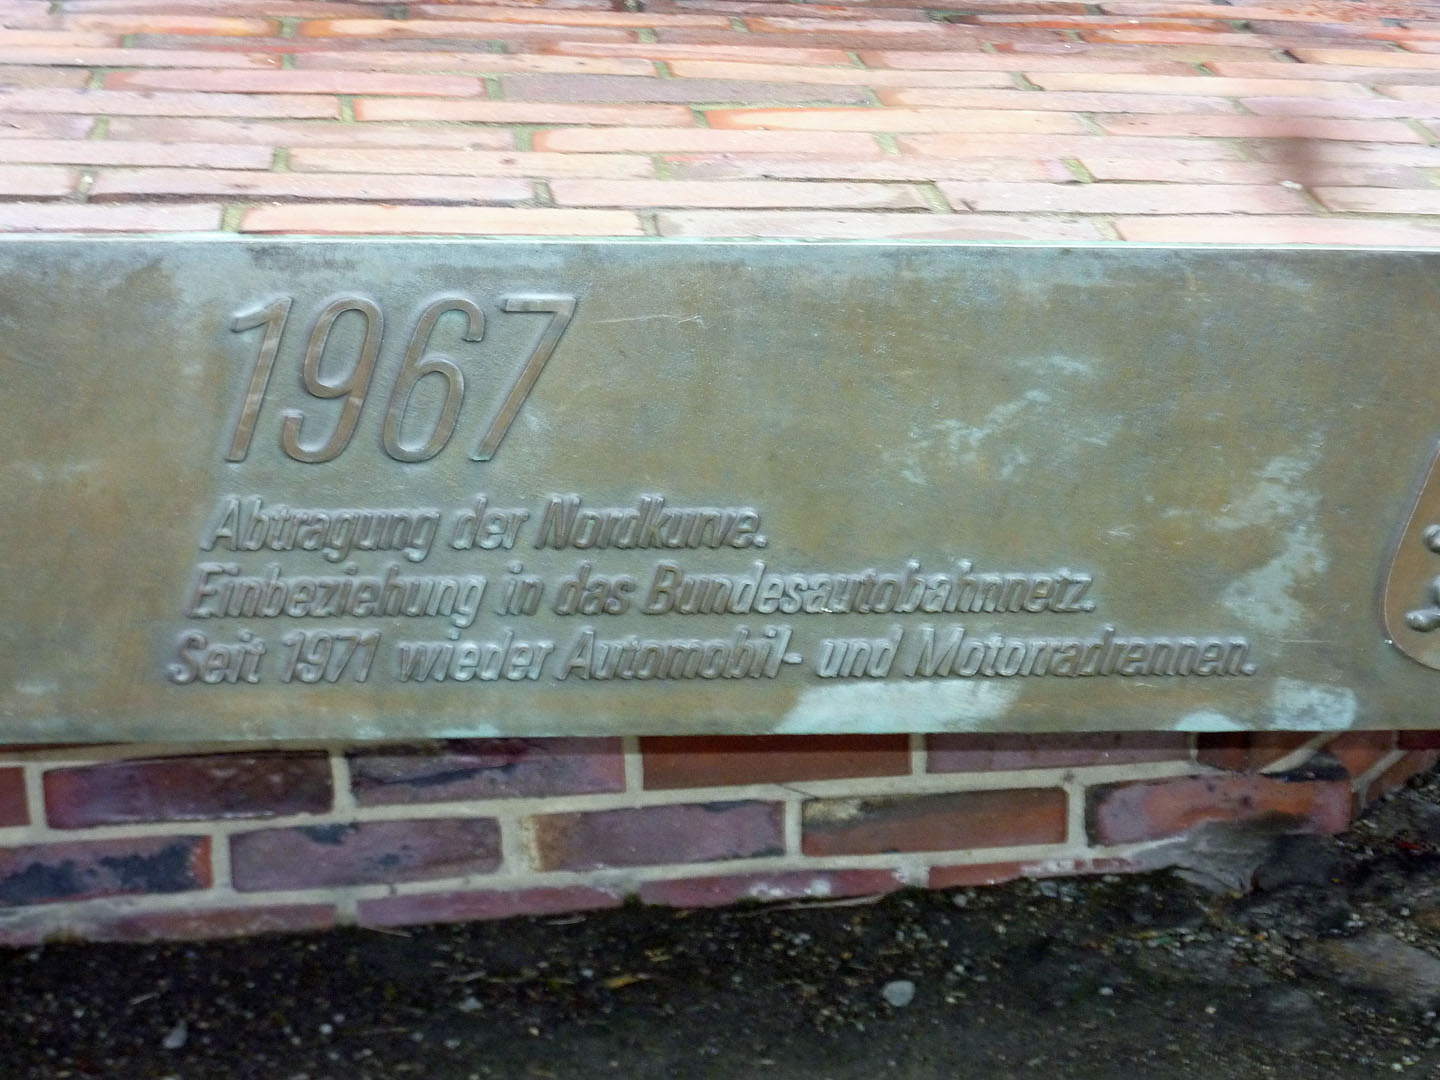 1967
Abtragung der Nordkurve.
Einbeziehung in das Bundesautobahnnetz.
Seit 1971 wieder Automobil- und Motorradrennen.